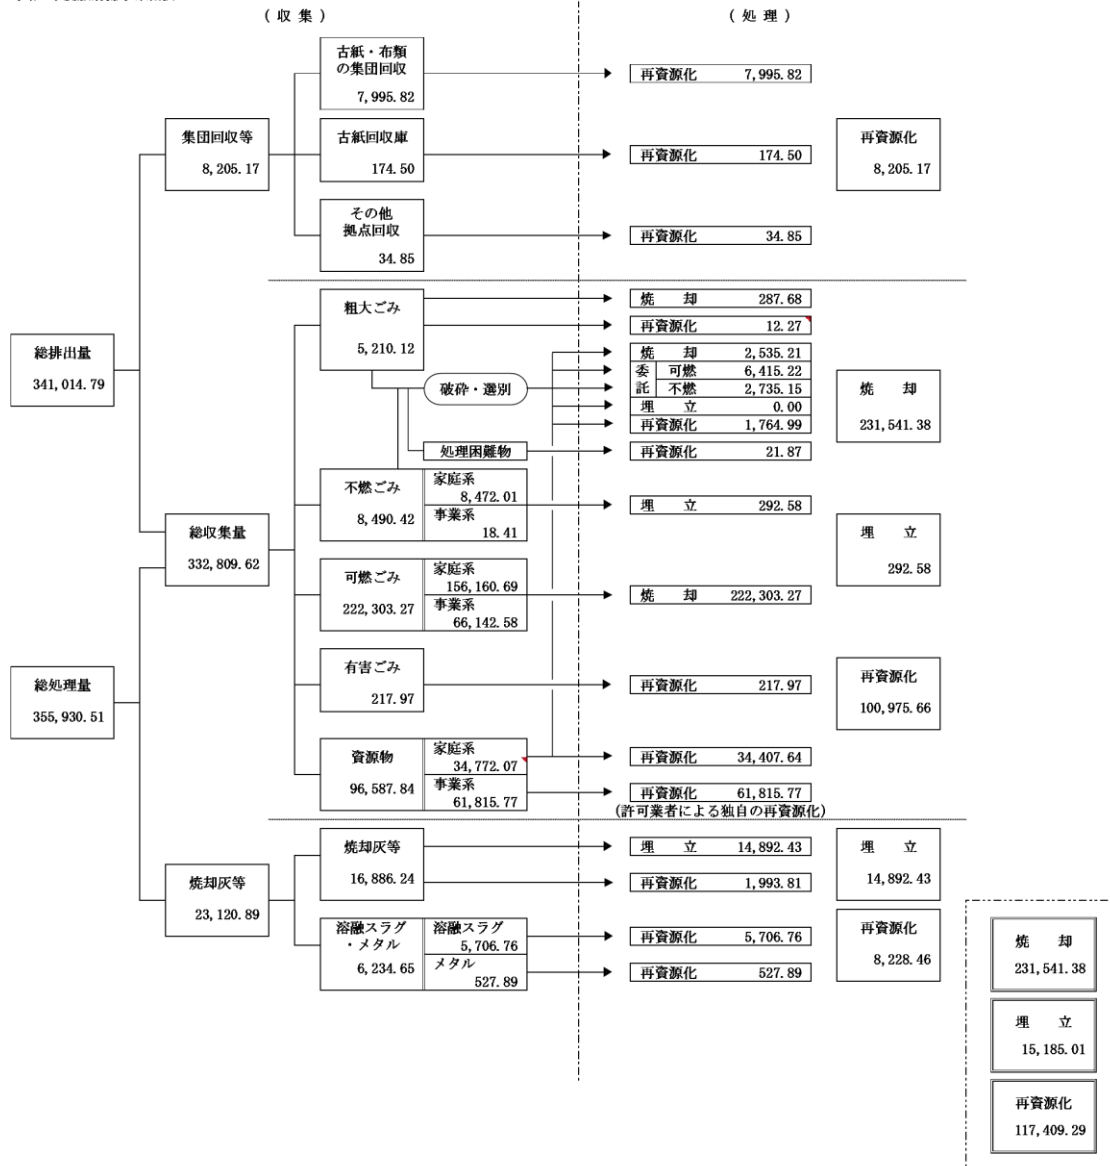 ( 収 集 )
( 処 理 )
古紙・布類
の集団回収
7,995.82
再資源化 7,995.82
集団回収等
8,205.17
古紙回収庫
174.50
再資源化 174.50
再資源化
8,205.17
その他
拠点回収
34.85
再資源化 34.85
粗大ごみ
5,210.12
焼 却 287.68
再資源化 12.27
総排出量
341,014.79
破砕・選別
焼 却 2,535.21
委託 可燃 6,415.22
不燃 2,735.15
埋 立 0.00
再資源化 1,764.99
焼 却
231,541.38
処理困難物
再資源化 21.87
不燃ごみ
8,490.42
家庭系
8,472.01
事業系
18.41
埋 立 292.58
総収集量
332,809.62
埋 立
292.58
可燃ごみ
222,303.27
家庭系
156,160.69
事業系
66,142.58
焼 却 222,303.27
総処理量
355,930.51
有害ごみ
217.97
再資源化 217.97
再資源化
100,975.66
資源物
96,587.84
家庭系
34,772.07
事業系
61,815.77
再資源化 34,407.64
再資源化 61,815.77
(許可業者による独自の再資源化)
焼却灰等
23,120.89
焼却灰等
16,886.24
埋 立 14,892.43
再資源化 1,993.81
埋 立
14,892.43
溶融スラグ
・メタル
6,234.65
溶融スラグ
5,706.76
メタル
527.89
再資源化 5,706.76
再資源化 527.89
再資源化
8,228.46
焼 却
231,541.38
埋 立
15,185.01
再資源化
117,409.29